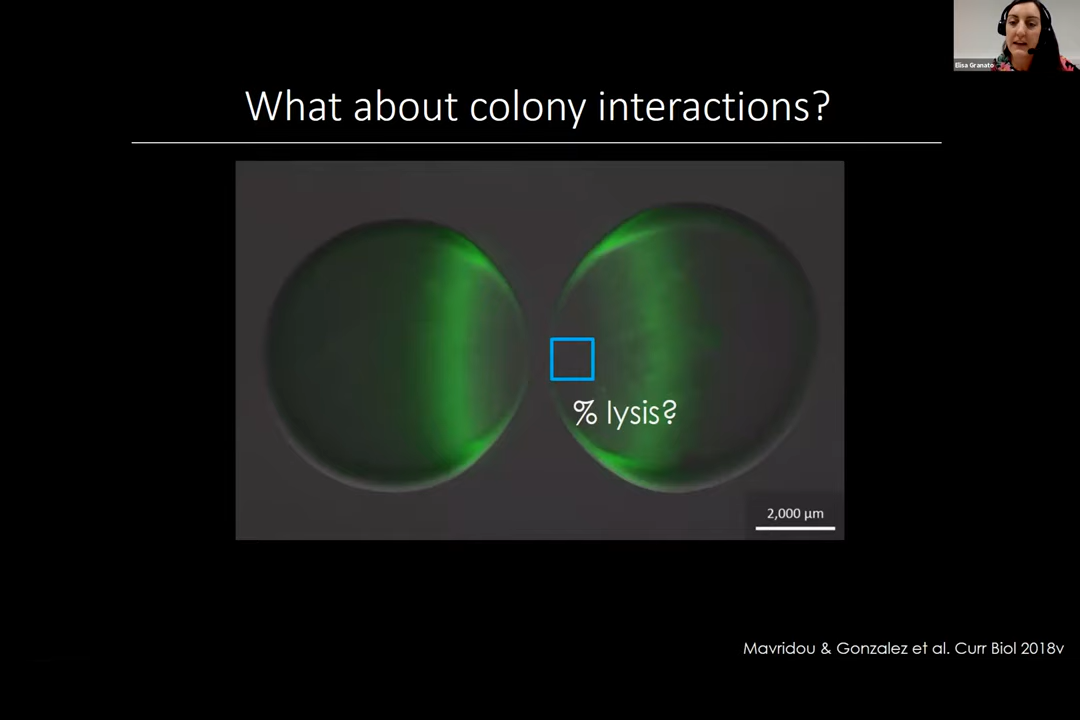 Elisa Granato
What about colony interactions?
% lysis?
2,000 µm
Mavridou & Gonzalez et al. Curr Biol 2018v